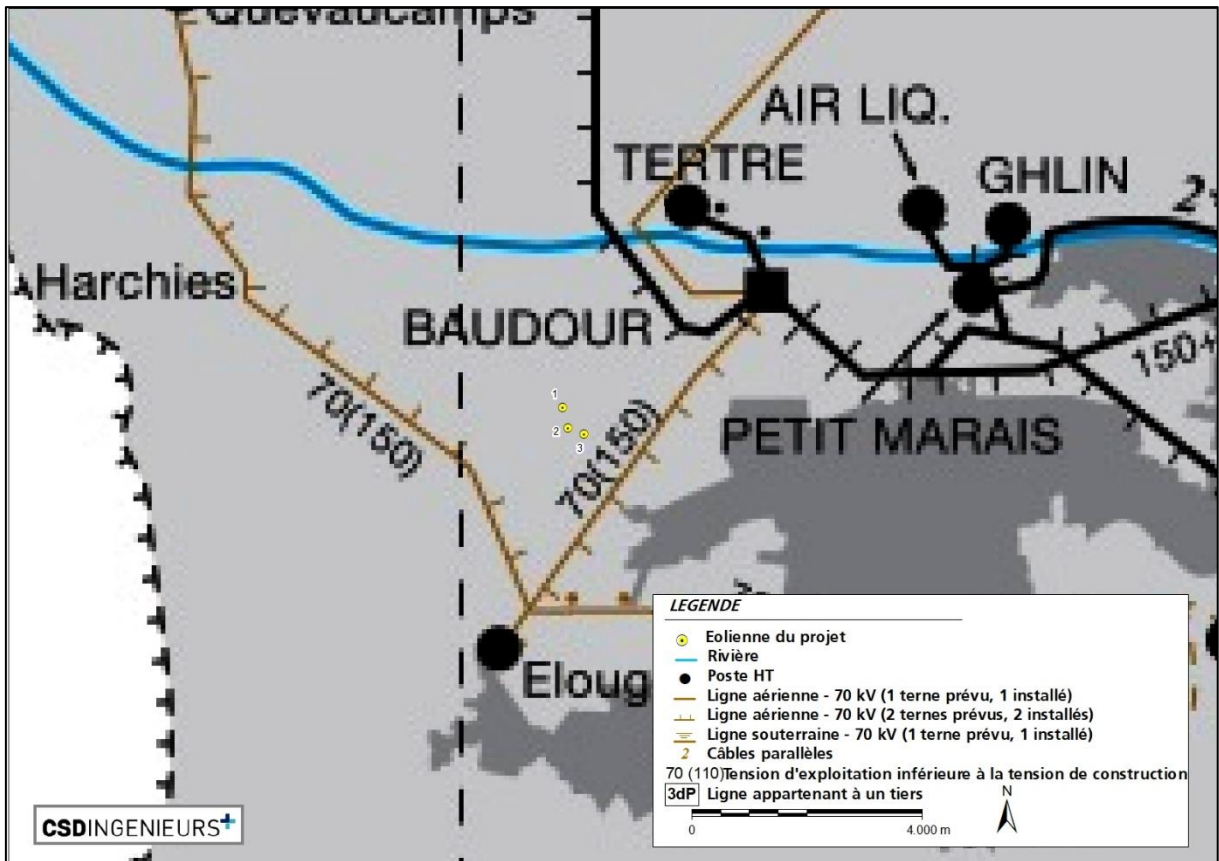 Quevaucamps
AIR LIQ.
TERTRE
GHLIN
2
Harchies
BAUDOUR
150+
1
2
3
70(150)
70(150)
PETIT MARAIS
Eloug
LEGENDE
Eolienne du projet
Rivière
Poste HT
Ligne aérienne - 70 kV (1 terne prévu, 1 installé)
Ligne aérienne - 70 kV (2 ternes prévus, 2 installés)
Ligne souterraine - 70 kV (1 terne prévu, 1 installé)
2 Câbles parallèles
70 (110) Tension d'exploitation inférieure à la tension de construction
3dP Ligne appartenant à un tiers
N
0 4.000 m
CSDINGENIEURS+